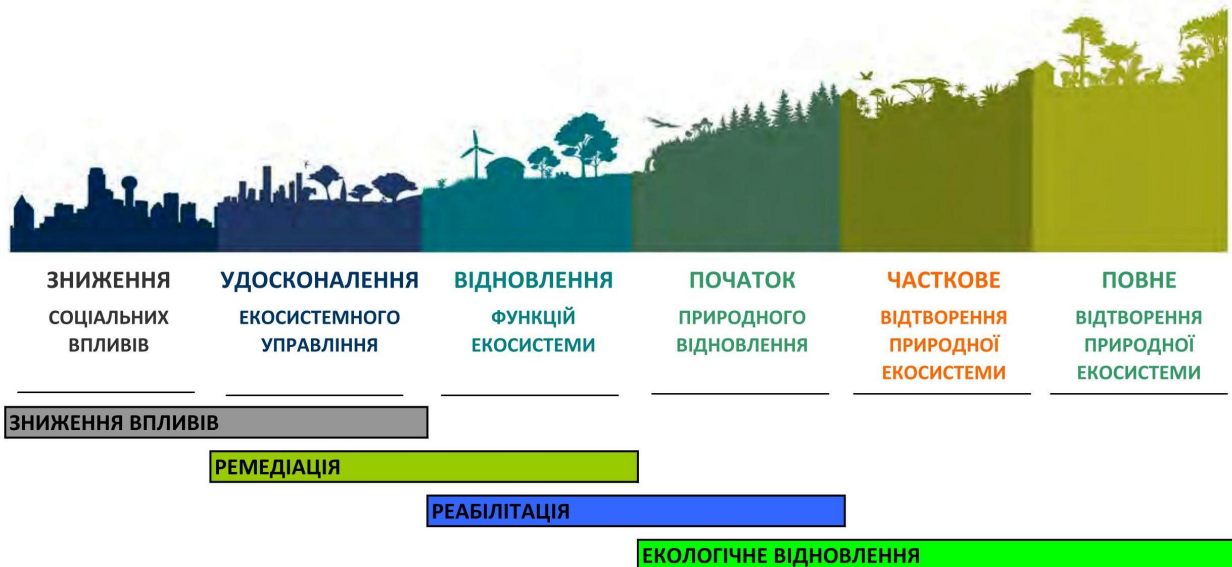 ЗНИЖЕННЯ
СОЦІАЛЬНИХ
ВПЛИВІВ
УДОСКОНАЛЕННЯ
ЕКОСИСТЕМНОГО
УПРАВЛІННЯ
ВІДНОВЛЕННЯ
ФУНКЦІЙ
ЕКОСИСТЕМИ
ПОЧАТОК
ПРИРОДНОГО
ВІДНОВЛЕННЯ
ЧАСТКОВЕ
ВІДТВОРЕННЯ
ПРИРОДНОЇ
ЕКОСИСТЕМИ
ПОВНЕ
ВІДТВОРЕННЯ
ПРИРОДНОЇ
ЕКОСИСТЕМИ
ЗНИЖЕННЯ ВПЛИВІВ
РЕМЕДІАЦІЯ
РЕАБІЛІТАЦІЯ
ЕКОЛОГІЧНЕ ВІДНОВЛЕННЯ